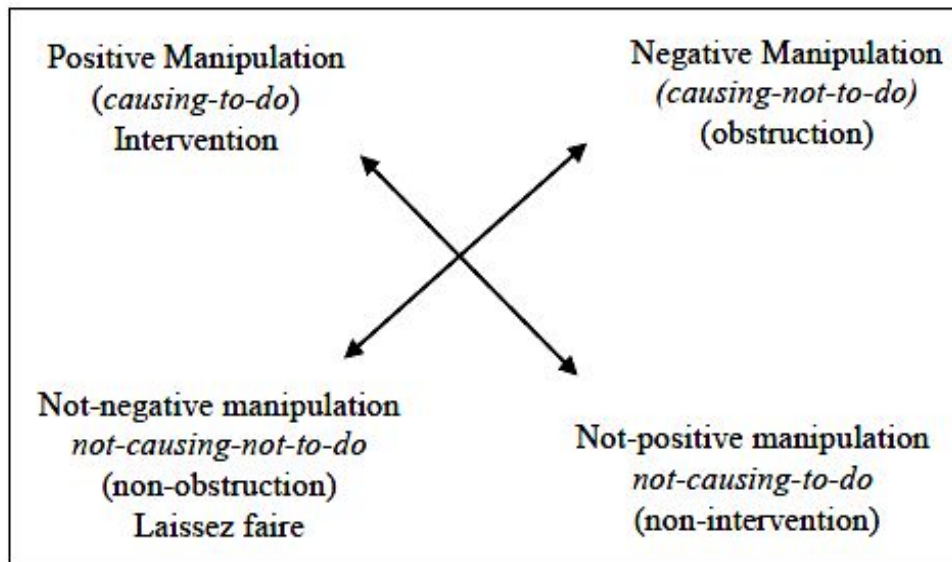 Positive Manipulation
(causing-to-do)
Intervention
Negative Manipulation
(causing-not-to-do)
(obstruction)
Not-negative manipulation
not-causing-not-to-do
(non-obstruction)
Laissez faire
Not-positive manipulation
not-causing-to-do
(non-intervention)